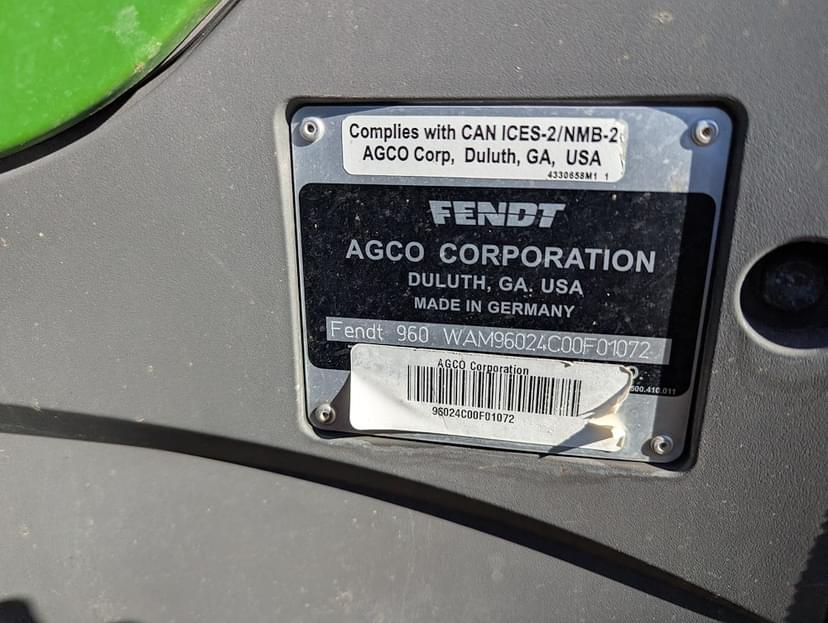 Complies with CAN ICES-2/NMB-2
AGCO Corp, Duluth, GA, USA
4330658M1 1
FENDT
AGCO CORPORATION
DULUTH, GA. USA
MADE IN GERMANY
Fendt 960 WAM96024C00F01072
AGCO Corporation
96024C00F01072